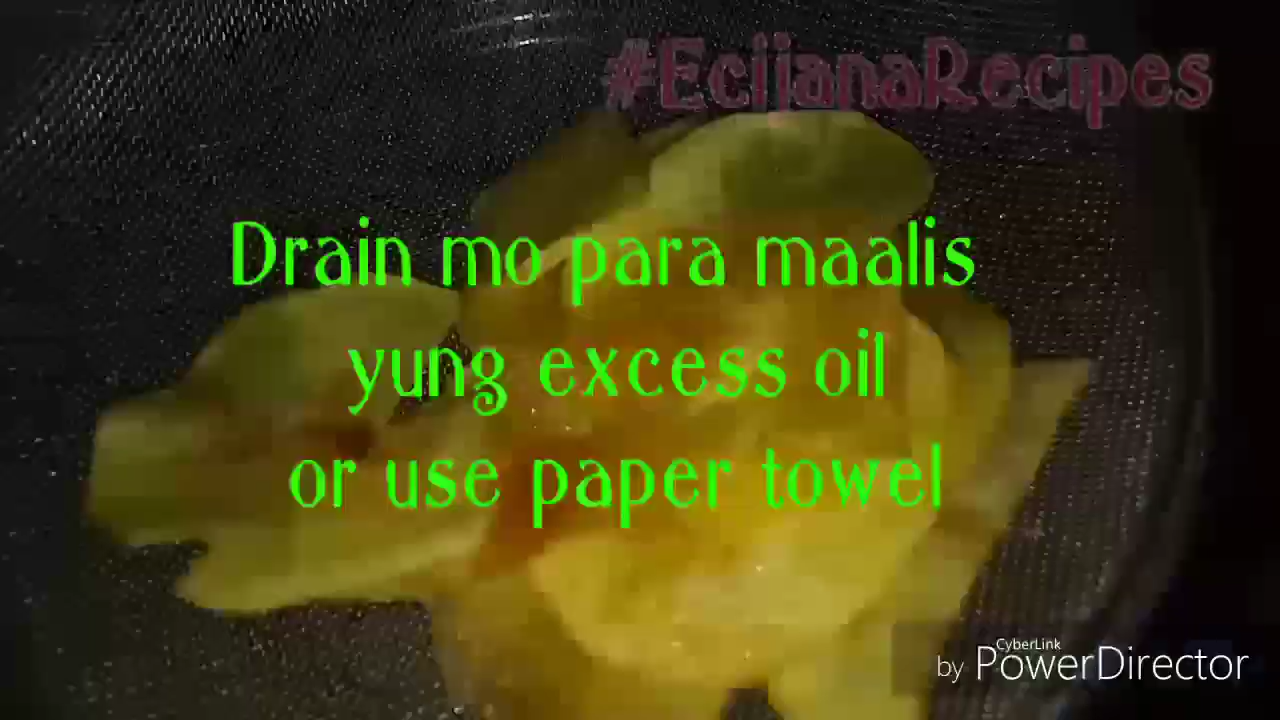 #EcijanaRecipes
Drain mo para maalis
yung excess oil
or use paper towel
CyberLink
by PowerDirector